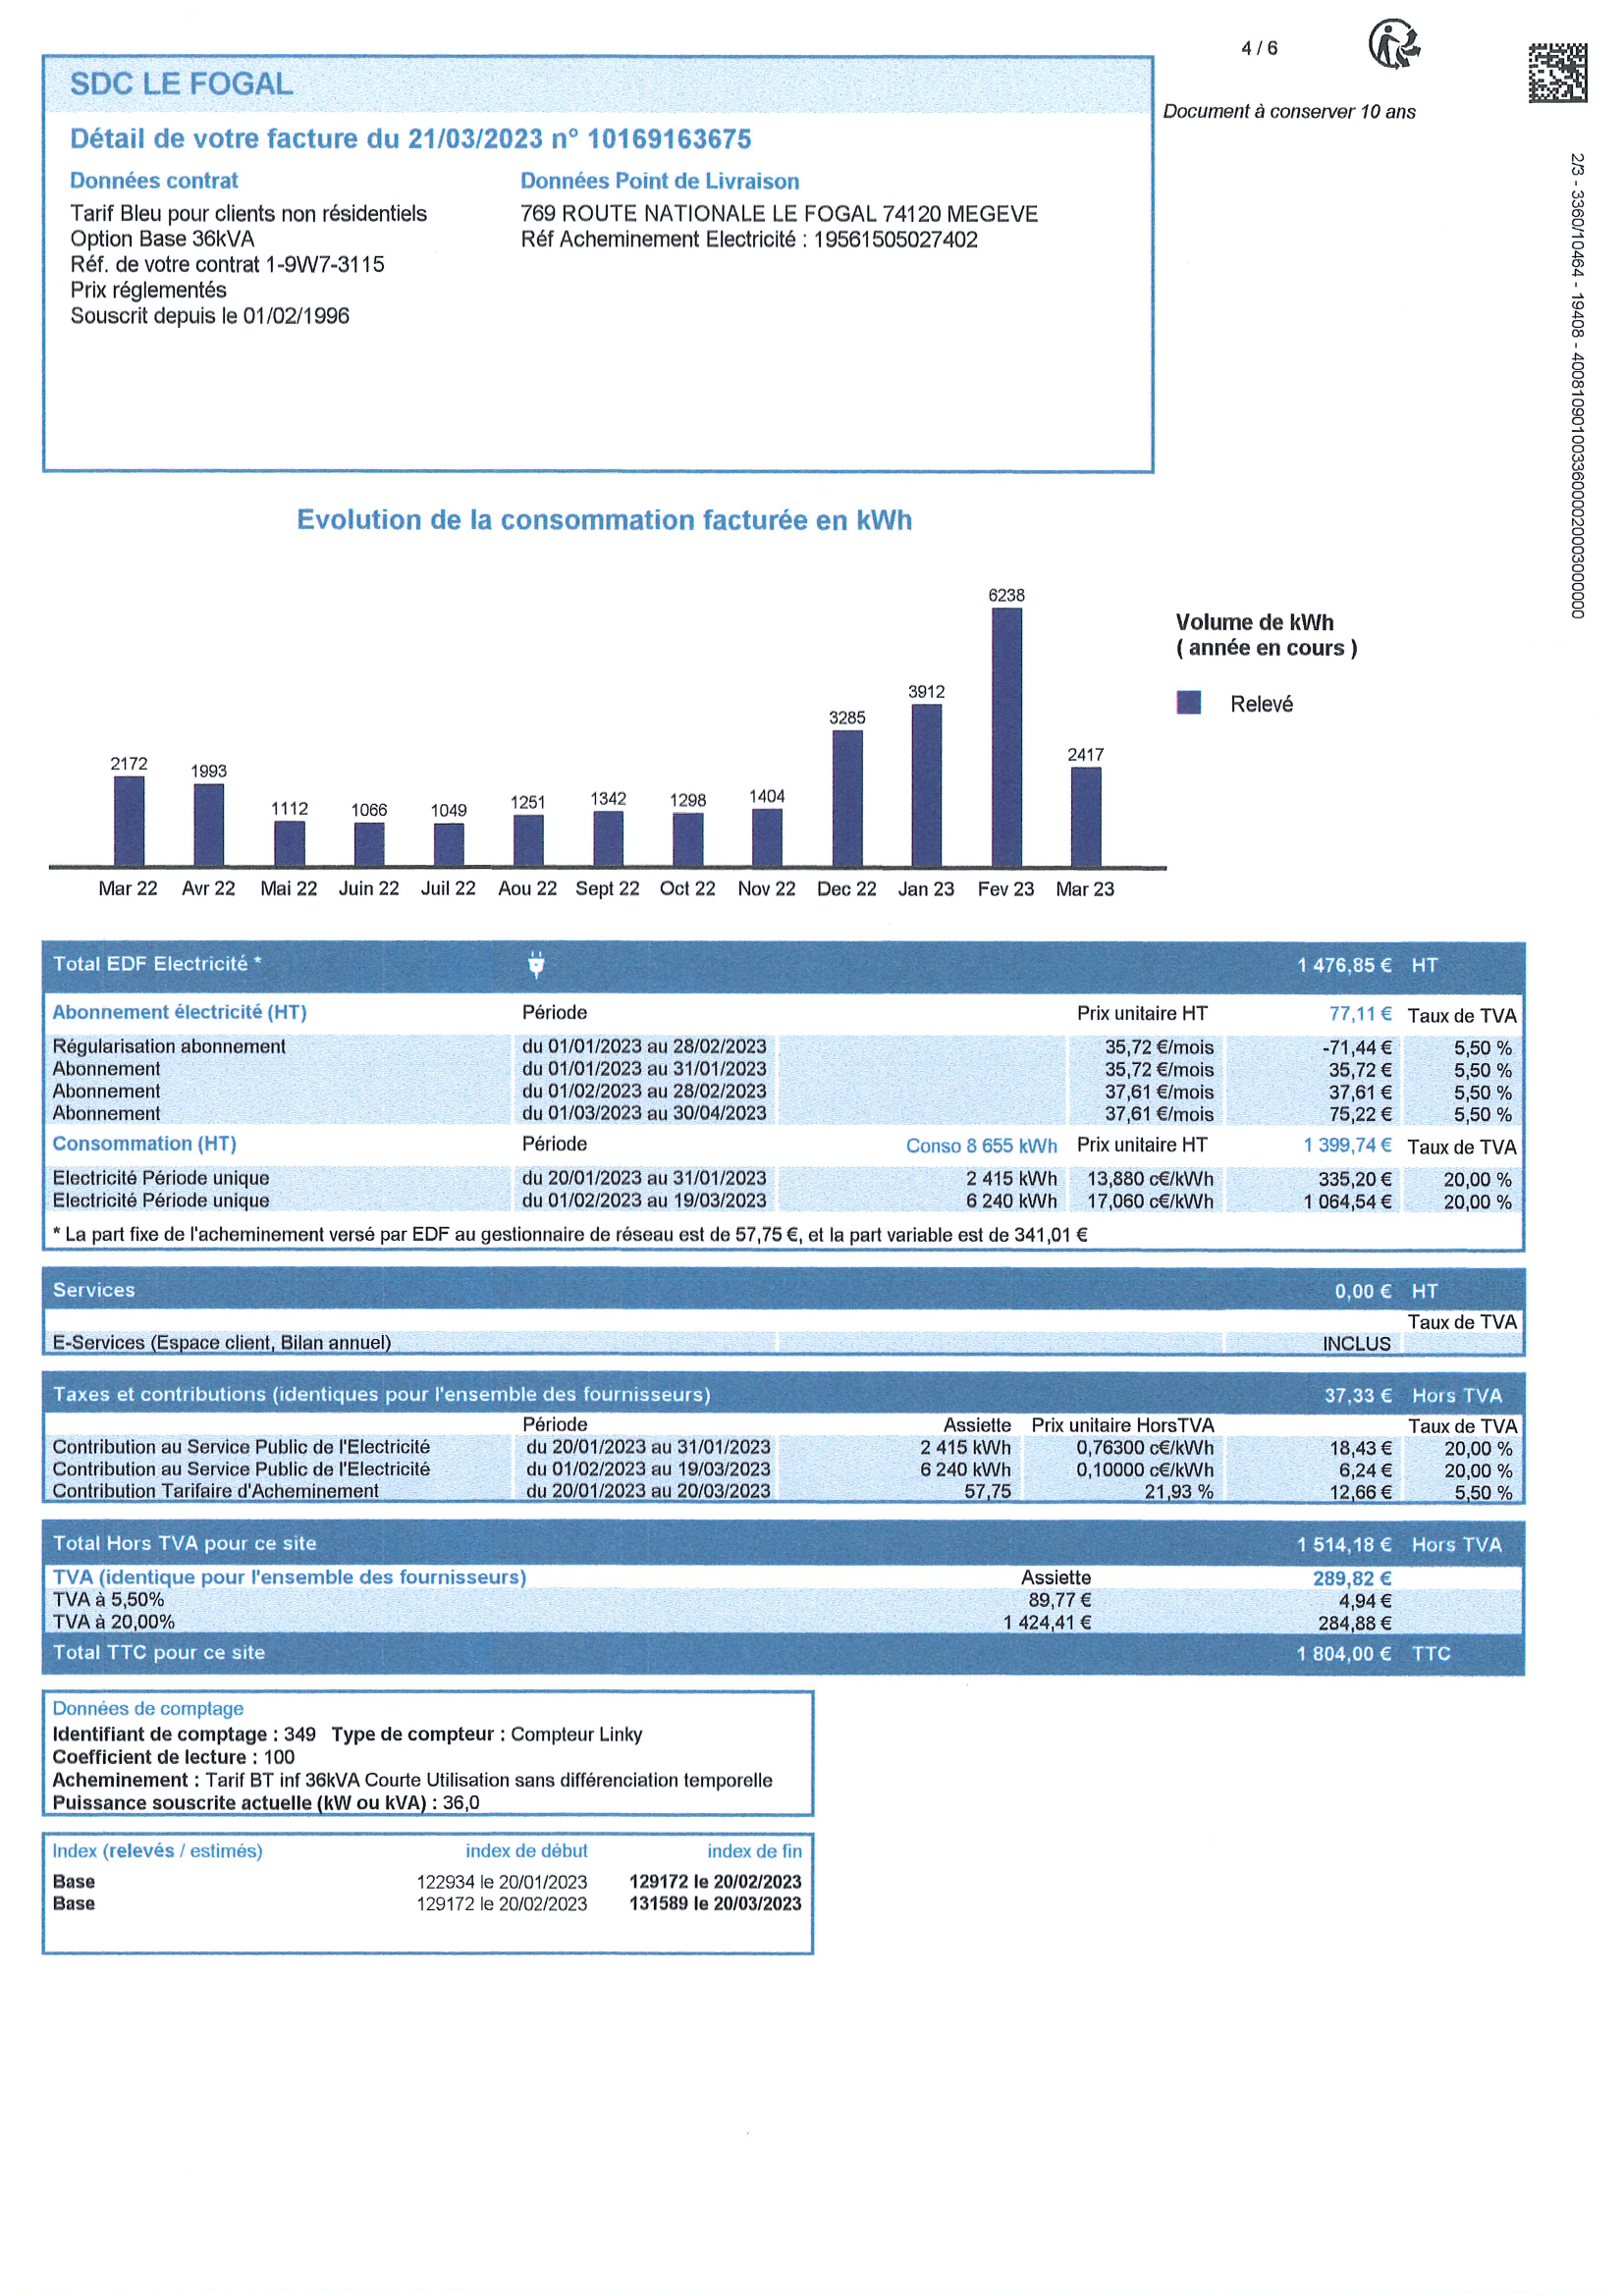 4 / 6
Document à conserver 10 ans
2/3 - 3360/10464 - 19408 - 40081090100336000020003000000
SDC LE FOGAL
Détail de votre facture du 21/03/2023 n° 10169163675
Données contrat
Tarif Bleu pour clients non résidentiels
Option Base 36kVA
Réf. de votre contrat 1-9W7-3115
Prix réglementés
Souscrit depuis le 01/02/1996
Données Point de Livraison
769 ROUTE NATIONALE LE FOGAL 74120 MEGEVE
Réf Acheminement Electricité : 19561505027402
Evolution de la consommation facturée en kWh
2172 1993 1112 1066 1049 1251 1342 1298 1404 3285 3912 6238 2417
Mar 22 Avr 22 Mai 22 Juin 22 Juil 22 Aou 22 Sept 22 Oct 22 Nov 22 Dec 22 Jan 23 Fev 23 Mar 23
Volume de kWh
( année en cours )
Relevé
Total EDF Electricité * 1 476,85 € HT
Abonnement électricité (HT) Période Prix unitaire HT 77,11 € Taux de TVA
Régularisation abonnement du 01/01/2023 au 28/02/2023 35,72 €/mois -71,44 € 5,50 %
Abonnement du 01/01/2023 au 31/01/2023 35,72 €/mois 35,72 € 5,50 %
Abonnement du 01/02/2023 au 28/02/2023 37,61 €/mois 37,61 € 5,50 %
Abonnement du 01/03/2023 au 30/04/2023 37,61 €/mois 75,22 € 5,50 %
Consommation (HT) Période Conso 8 655 kWh Prix unitaire HT 1 399,74 € Taux de TVA
Electricité Période unique du 20/01/2023 au 31/01/2023 2 415 kWh 13,880 c€/kWh 335,20 € 20,00 %
Electricité Période unique du 01/02/2023 au 19/03/2023 6 240 kWh 17,060 c€/kWh 1 064,54 € 20,00 %
* La part fixe de l'acheminement versé par EDF au gestionnaire de réseau est de 57,75 €, et la part variable est de 341,01 €
Services 0,00 € HT
Taux de TVA
E-Services (Espace client, Bilan annuel) INCLUS
Taxes et contributions (identiques pour l'ensemble des fournisseurs) 37,33 € Hors TVA
Période Assiette Prix unitaire HorsTVA Taux de TVA
Contribution au Service Public de l'Electricité du 20/01/2023 au 31/01/2023 2 415 kWh 0,76300 c€/kWh 18,43 € 20,00 %
Contribution au Service Public de l'Electricité du 01/02/2023 au 19/03/2023 6 240 kWh 0,10000 c€/kWh 6,24 € 20,00 %
Contribution Tarifaire d'Acheminement du 20/01/2023 au 20/03/2023 57,75 21,93 % 12,66 € 5,50 %
Total Hors TVA pour ce site 1 514,18 € Hors TVA
TVA (identique pour l'ensemble des fournisseurs) Assiette 289,82 €
TVA à 5,50% 89,77 € 4,94 €
TVA à 20,00% 1 424,41 € 284,88 €
Total TTC pour ce site 1 804,00 € TTC
Données de comptage
Identifiant de comptage : 349 Type de compteur : Compteur Linky
Coefficient de lecture : 100
Acheminement : Tarif BT inf 36kVA Courte Utilisation sans différenciation temporelle
Puissance souscrite actuelle (kW ou kVA) : 36,0
Index (relevés / estimés) index de début index de fin
Base 122934 le 20/01/2023 129172 le 20/02/2023
Base 129172 le 20/02/2023 131589 le 20/03/2023